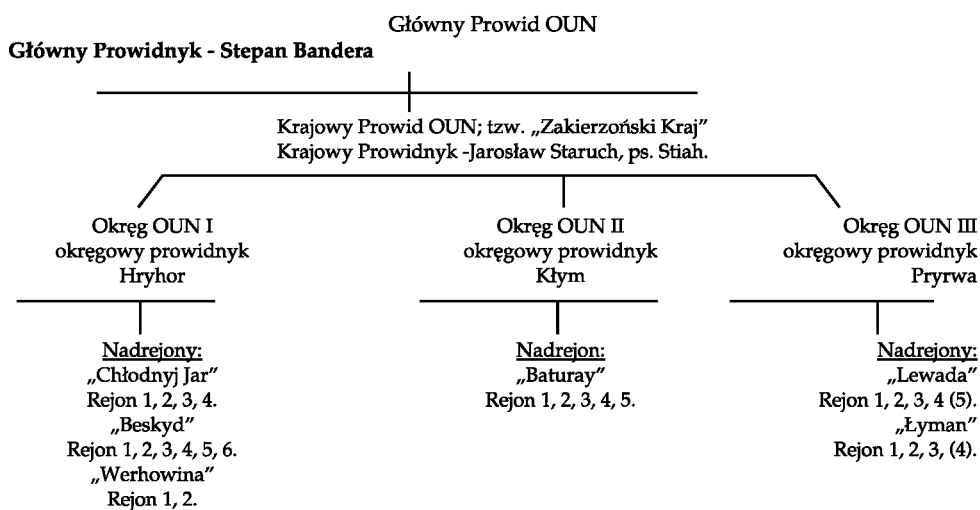 Główny Prowid OUN
Główny Prowidnyk - Stepan Bandera
Krajowy Prowid OUN; tzw. „Zakierzoński Kraj”
Krajowy Prowidnyk -Jarosław Staruch, ps. Stiah.
Okręg OUN I
okręgowy prowidnyk
Hryhor
Nadrejony:
„Chłodnyj Jar”
Rejon 1, 2, 3, 4.
„Beskyd”
Rejon 1, 2, 3, 4, 5, 6.
„Werhowina”
Rejon 1, 2.
Okręg OUN II
okręgowy prowidnyk
Kłym
Nadrejon:
„Baturay”
Rejon 1, 2, 3, 4, 5.
Okręg OUN III
okręgowy prowidnyk
Pryrwa
Nadrejony:
„Lewada”
Rejon 1, 2, 3, 4 (5).
„Łyman”
Rejon 1, 2, 3, (4).